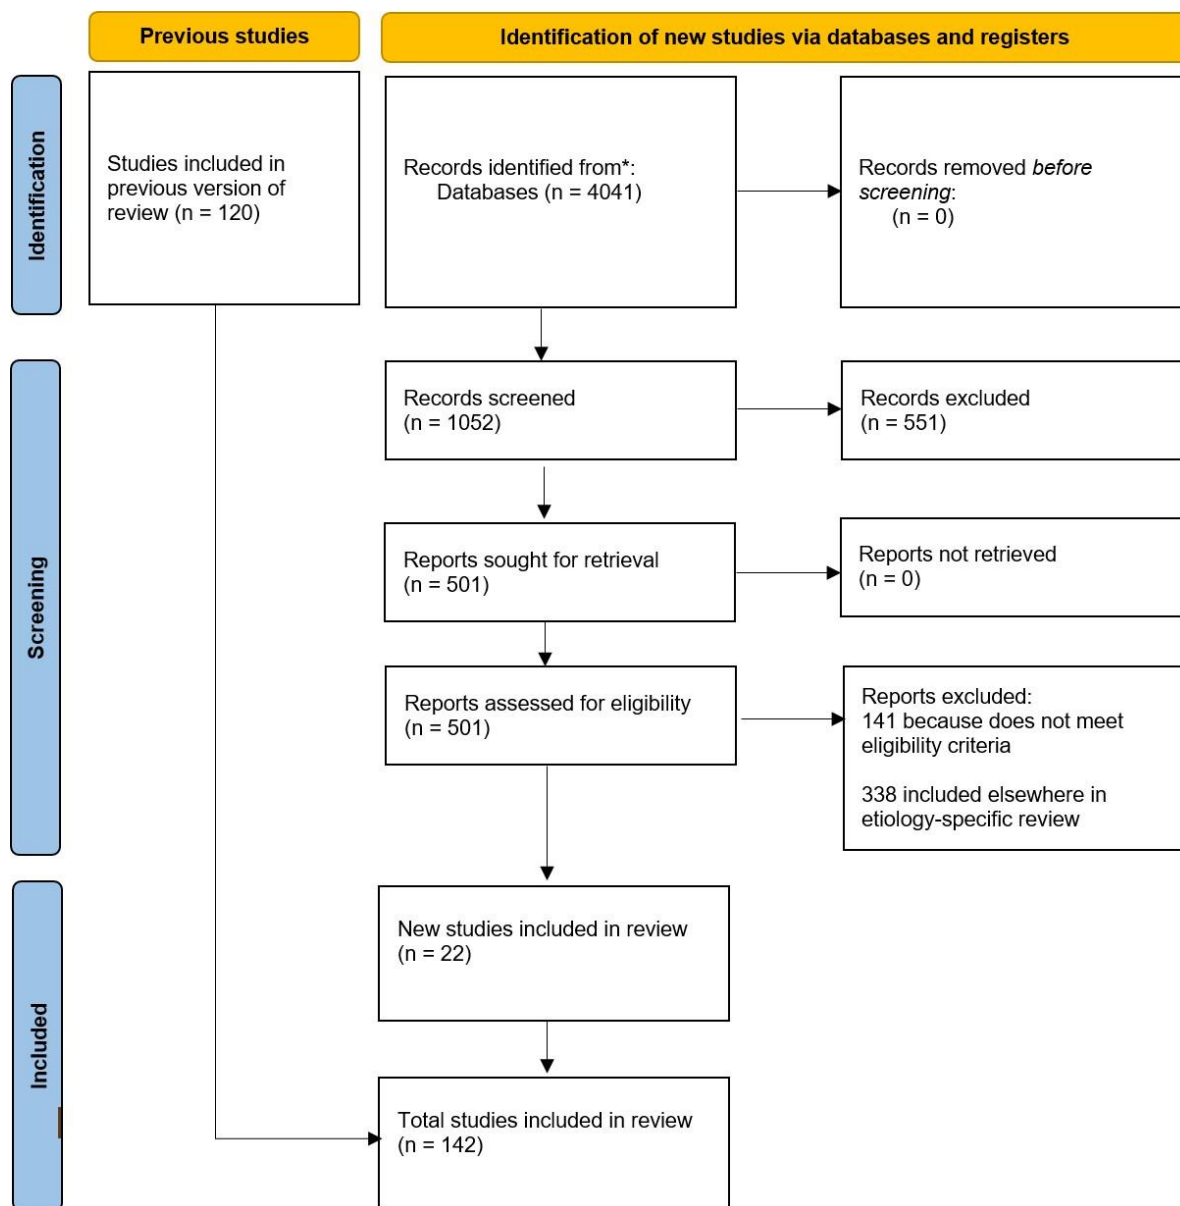 Previous studies
Identification of new studies via databases and registers
Identification
Studies included in
previous version of
review (n = 120)
Records identified from*:
Databases (n = 4041)
Records removed before
screening:
(n = 0)
Screening
Records screened
(n = 1052)
Records excluded
(n = 551)
Reports sought for retrieval
(n = 501)
Reports not retrieved
(n = 0)
Reports assessed for eligibility
(n = 501)
Reports excluded:
141 because does not meet
eligibility criteria
338 included elsewhere in
etiology-specific review
Included
New studies included in review
(n = 22)
Total studies included in review
(n = 142)